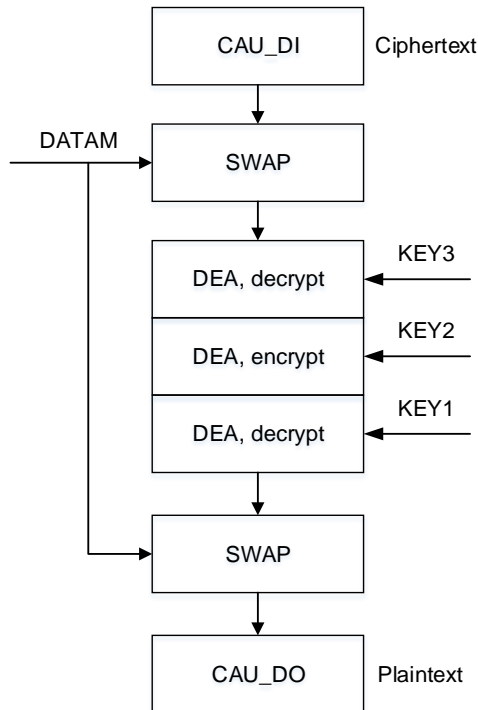 CAU_DI
Ciphertext
DATAM
SWAP
DEA, decrypt
KEY3
DEA, encrypt
KEY2
DEA, decrypt
KEY1
SWAP
CAU_DO
Plaintext